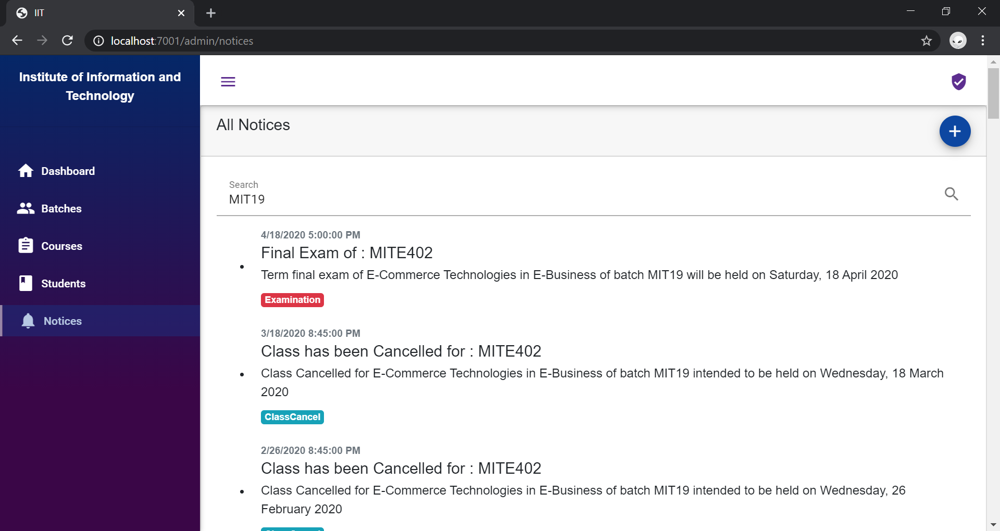 IIT
localhost:7001/admin/notices
Institute of Information and
Technology
Dashboard
Batches
Courses
Students
Notices
All Notices
Search
MIT19
4/18/2020 5:00:00 PM
Final Exam of : MITE402
Term final exam of E-Commerce Technologies in E-Business of batch MIT19 will be held on Saturday, 18 April 2020
Examination
3/18/2020 8:45:00 PM
Class has been Cancelled for : MITE402
Class Cancelled for E-Commerce Technologies in E-Business of batch MIT19 intended to be held on Wednesday, 18 March
2020
ClassCancel
2/26/2020 8:45:00 PM
Class has been Cancelled for : MITE402
Class Cancelled for E-Commerce Technologies in E-Business of batch MIT19 intended to be held on Wednesday, 26
February 2020